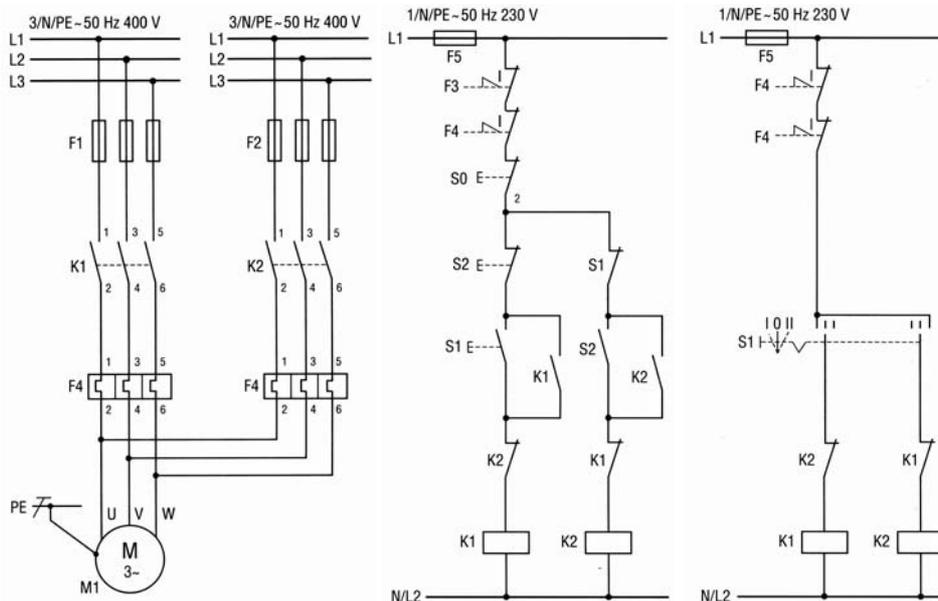 3/N/PE~50 Hz 400 V
L1
L2
L3
F1
1 3 5
K1
2 4 6
1 3 5
F4
2 4 6
PE
U V W
M
3~
M1
3/N/PE~50 Hz 400 V
L1
L2
L3
F2
1 3 5
K2
2 4 6
1 3 5
F4
2 4 6
1/N/PE~50 Hz 230 V
L1
F5
F3
F4
S0 E
2
S2 E
S1
S1 E
K1
S2
K2
K2
K1
K1
K2
N/L2
1/N/PE~50 Hz 230 V
L1
F5
F4
F4
I 0 II
S1
K2
K1
K1
K2
N/L2